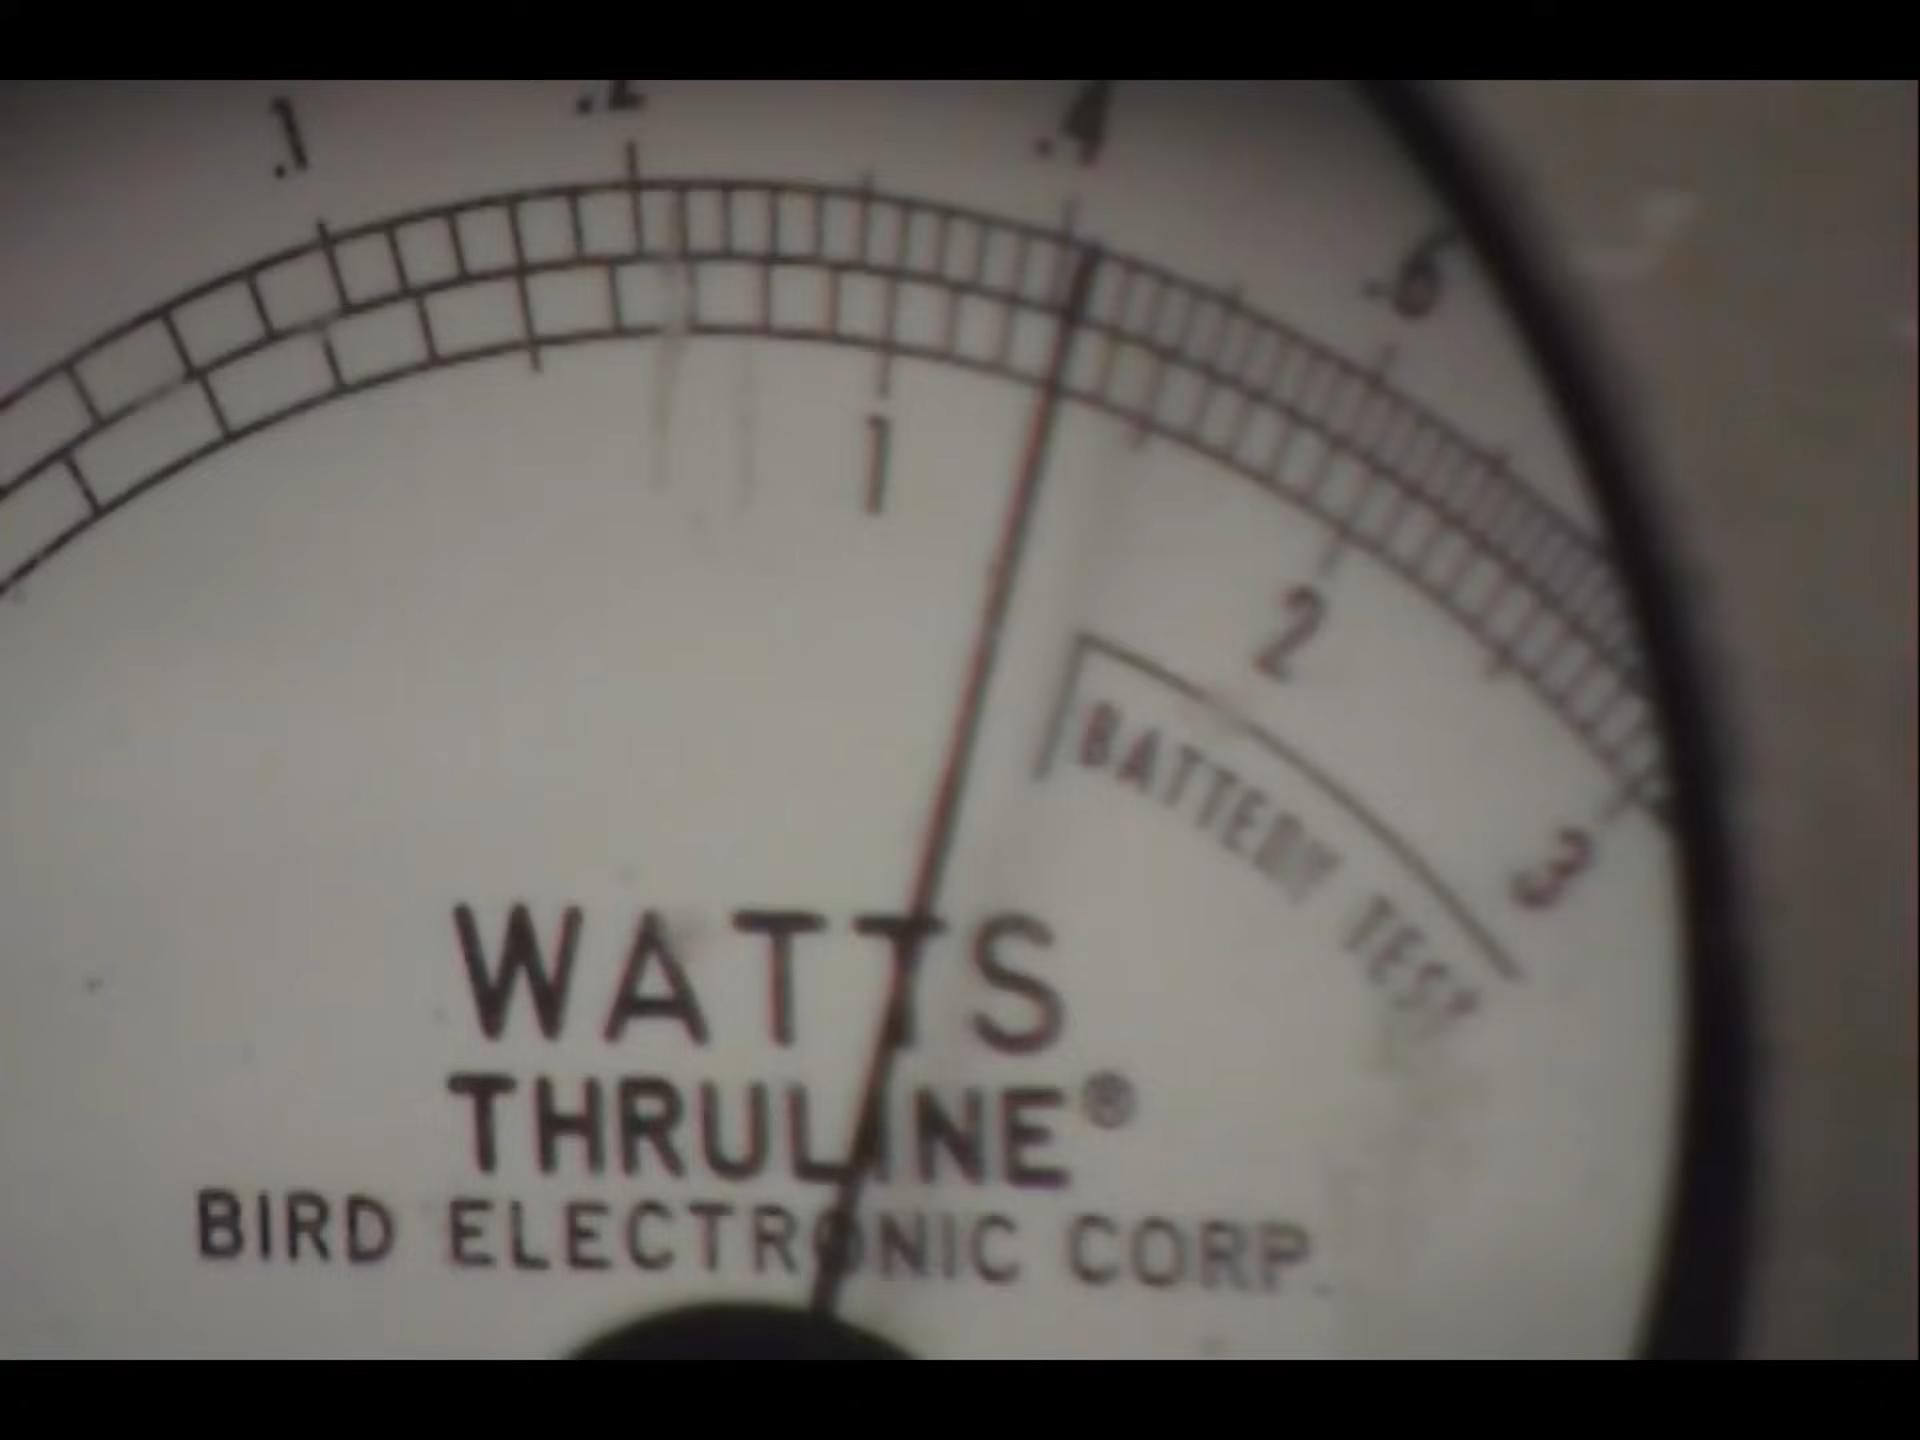 .1 .2 .4 .6
1 2 3
BATTERY TEST
WATTS
THRULINE®
BIRD ELECTRONIC CORP.